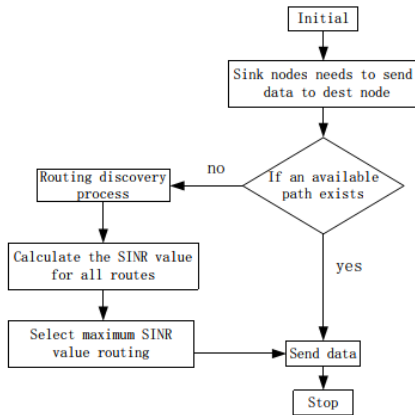 Initial
Sink nodes needs to send
data to dest node
If an available
path exists
no
yes
Routing discovery
process
Calculate the SINR value
for all routes
Select maximum SINR
value routing
Send data
Stop